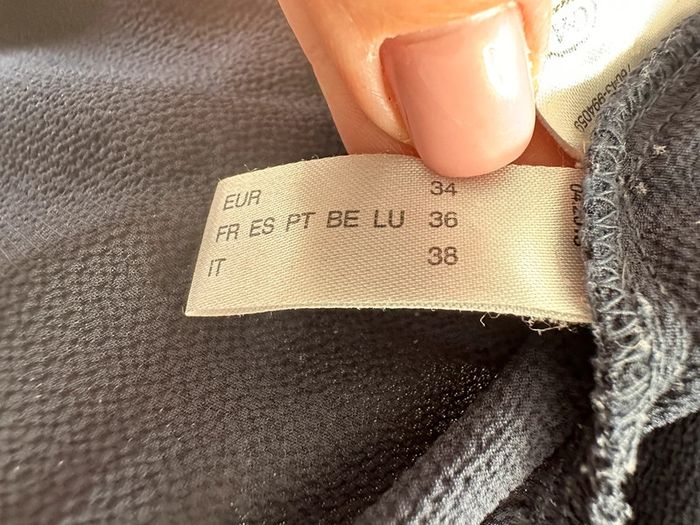 EUR 34
FR ES PT BE LU 36
IT 38